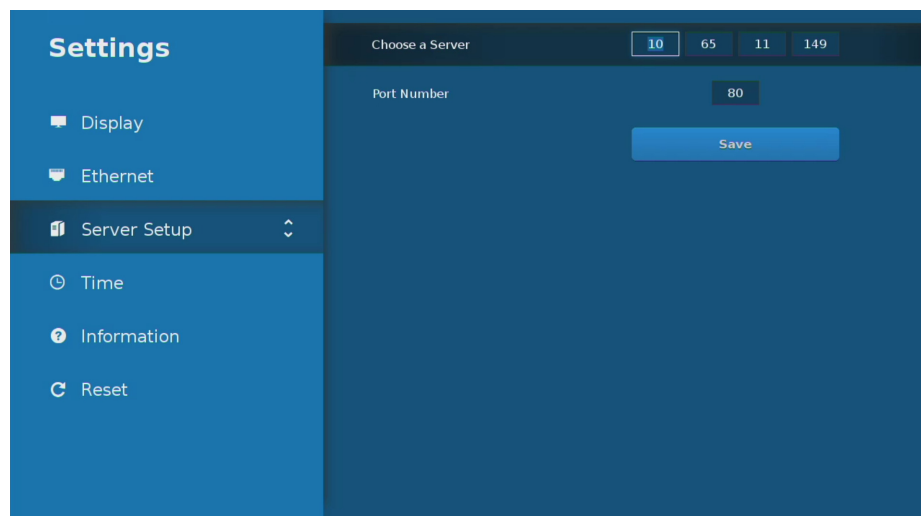 Settings
Display
Ethernet
Server Setup
Time
Information
Reset
Choose a Server 10 65 11 149
Port Number 80
Save